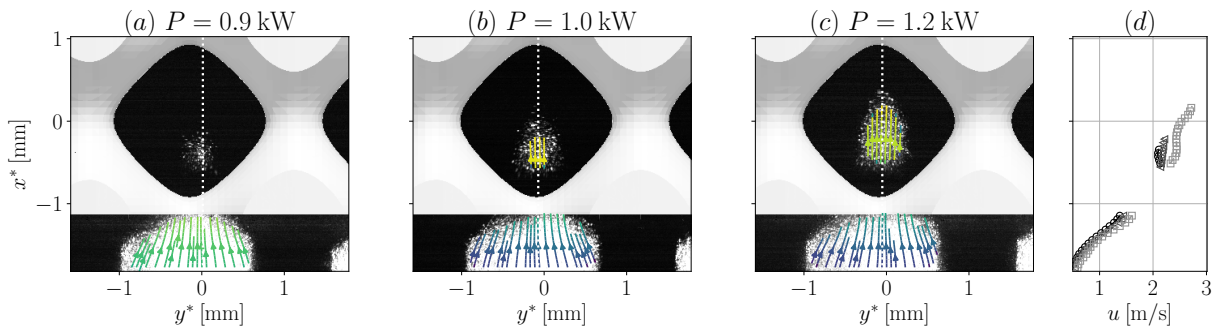 (a) P = 0.9 kW
(b) P = 1.0 kW
(c) P = 1.2 kW
(d)
1
0
−1
x* [mm]
−1 0 1
−1 0 1
−1 0 1
1 2 3
y* [mm]
y* [mm]
y* [mm]
u [m/s]